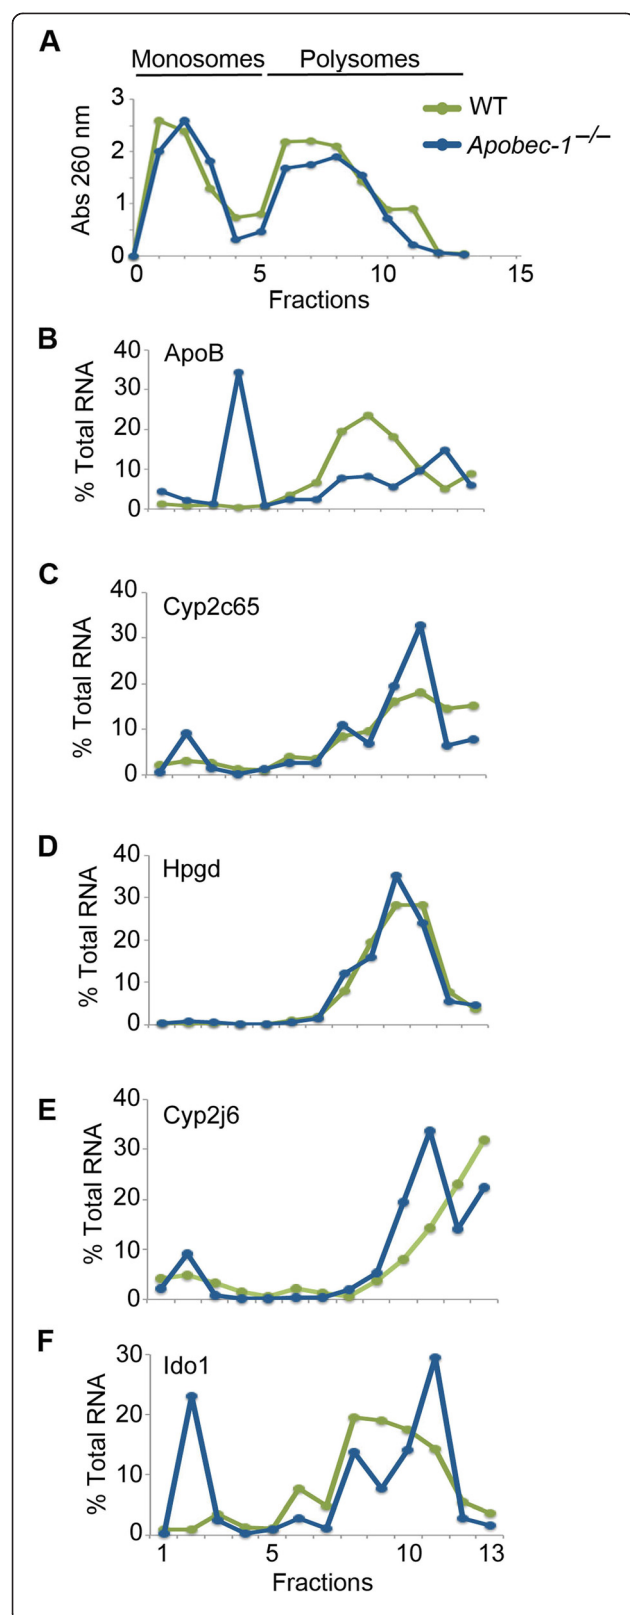 A
Monosomes Polysomes
WT
Apobec-1−/−
Abs 260 nm
3
2
1
0
0 5 10 15
Fractions
B
ApoB
% Total RNA
40
30
20
10
0
C
Cyp2c65
% Total RNA
40
30
20
10
0
D
Hpgd
% Total RNA
40
30
20
10
0
E
Cyp2j6
% Total RNA
40
30
20
10
0
F
Ido1
% Total RNA
30
20
10
0
1 5 10 13
Fractions